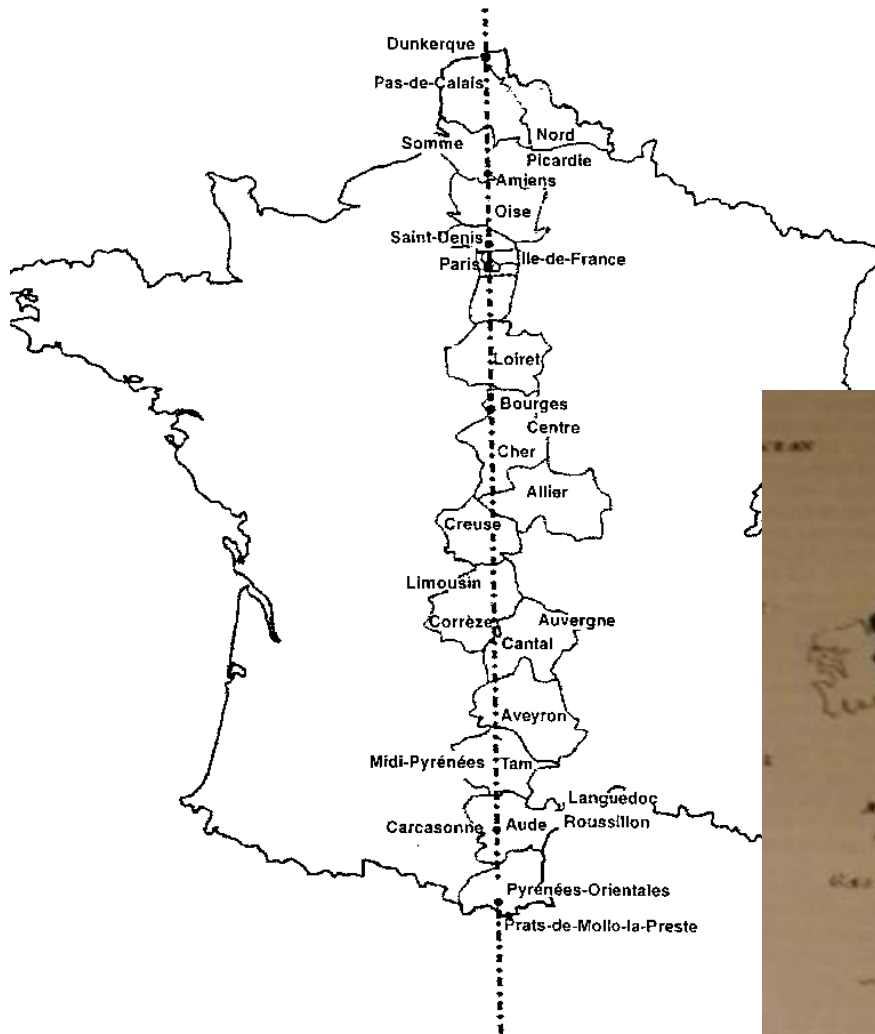 Dunkerque
Pas-de-Calais
Nord
Somme
Picardie
Amiens
Oise
Saint-Denis
Ile-de-France
Paris
Loiret
Bourges
Centre
Cher
Allier
Creuse
Limousin
Corrèze
Auvergne
Cantal
Aveyron
Midi-Pyrénées
Tam
Languedoc
Carcasonne
Aude
Roussillon
Pyrénées-Orientales
Prats-de-Mollo-la-Preste